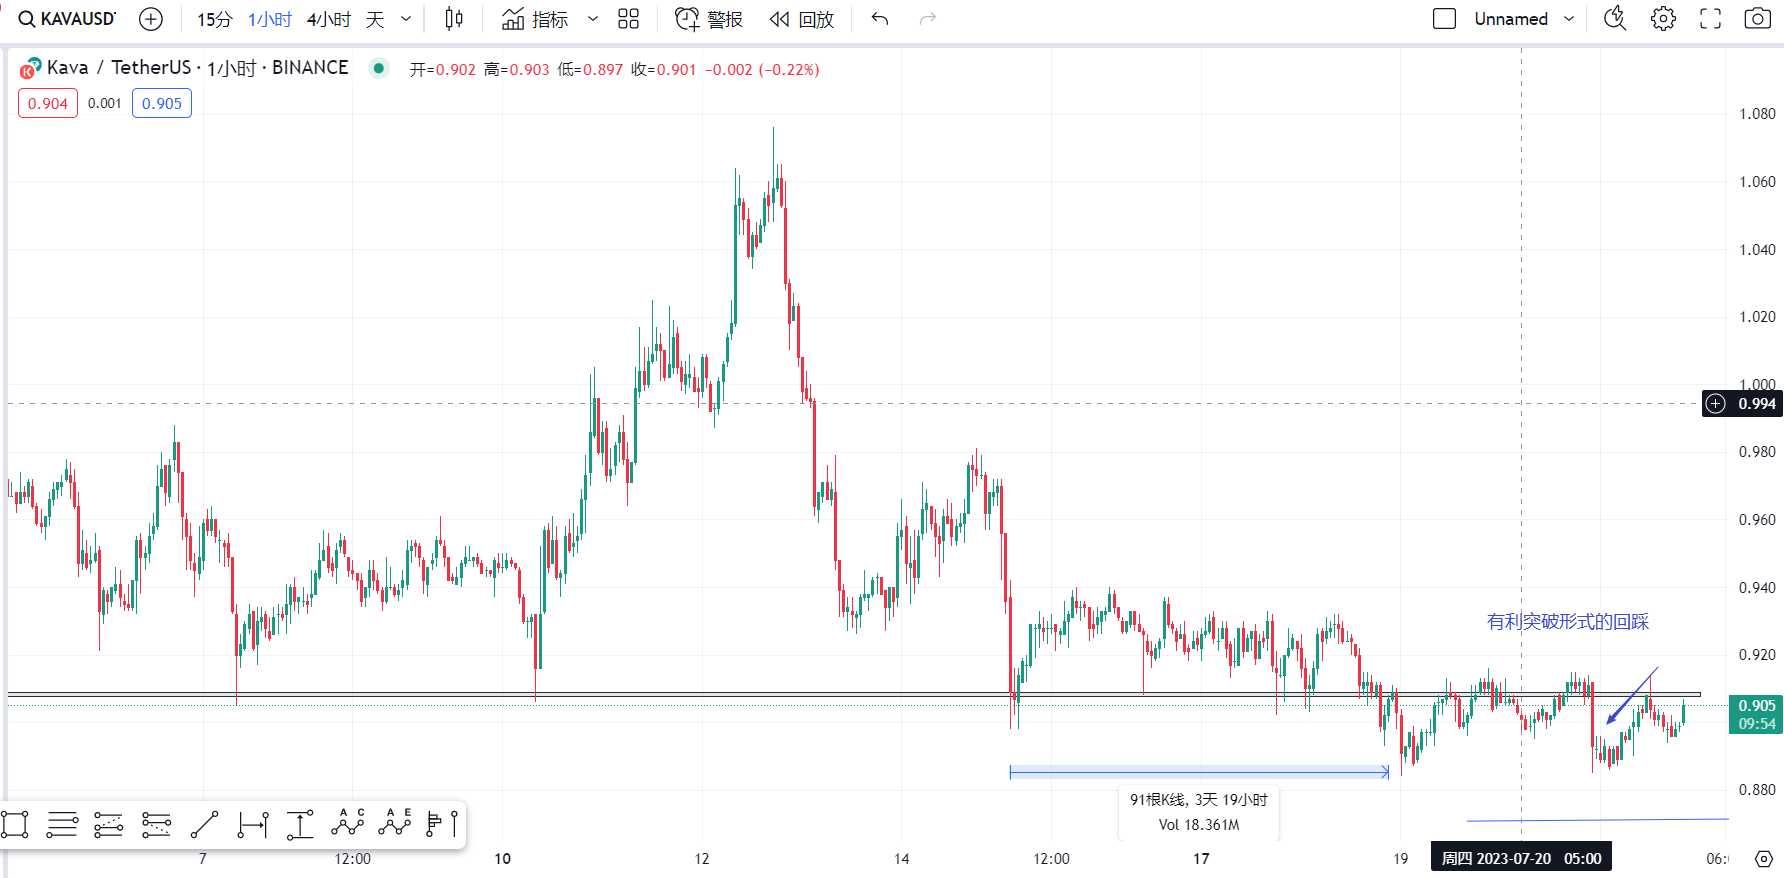 KAVAUSDT
15分 1小时 4小时 天
指标
警报 回放
Unnamed
Kava / TetherUS · 1小时 · BINANCE
开=0.902 高=0.903 低=0.897 收=0.901 −0.002 (−0.22%)
0.904 0.001 0.905
1.080
1.060
1.040
1.020
1.000
0.994
0.980
0.960
0.940
有利突破形式的回踩
0.920
0.905
09:54
0.880
91根K线, 3天 19小时
Vol 18.361M
A C
A E
7 12:00 10 12 14 12:00 17 19 周四 2023-07-20 05:00 06:0